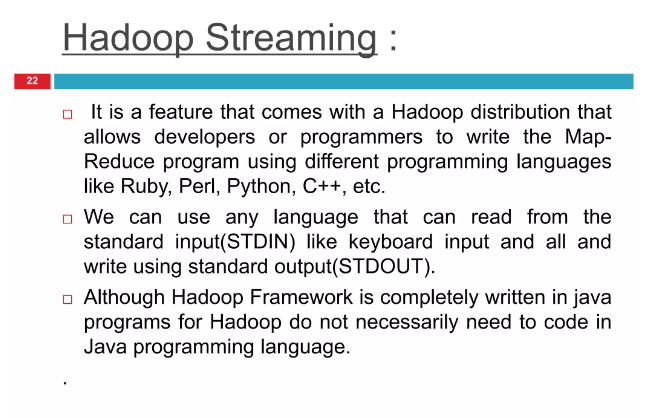 Hadoop Streaming :
22
□ It is a feature that comes with a Hadoop distribution that
allows developers or programmers to write the Map-
Reduce program using different programming languages
like Ruby, Perl, Python, C++, etc.
□ We can use any language that can read from the
standard input(STDIN) like keyboard input and all and
write using standard output(STDOUT).
□ Although Hadoop Framework is completely written in java
programs for Hadoop do not necessarily need to code in
Java programming language.
.